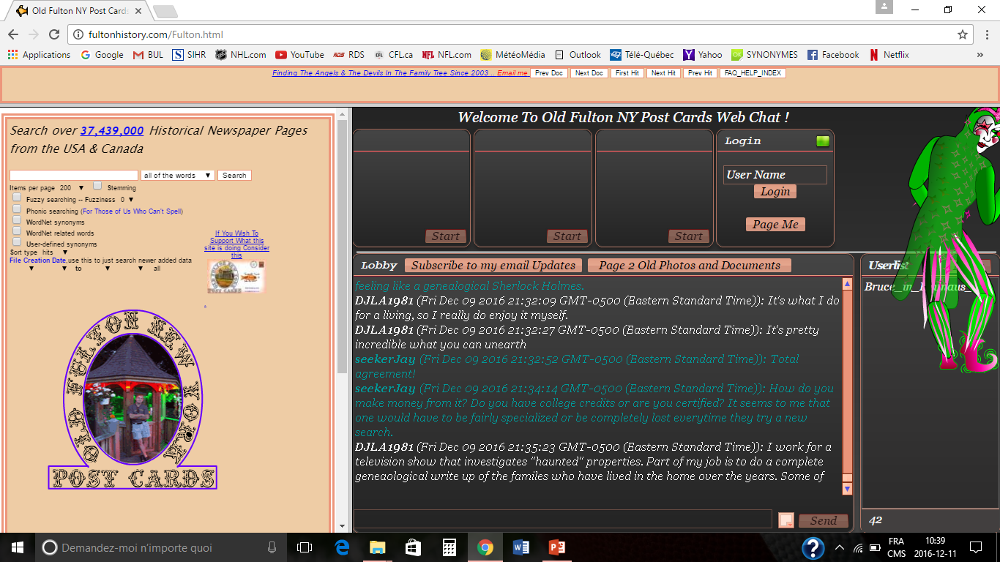 Old Fulton NY Post Cards
fultonhistory.com/Fulton.html
Applications Google BUL SIHR NHL.com YouTube RDS CFL.ca NFL.com MétéoMédia Outlook Télé-Québec Yahoo SYNONYMES Facebook Netflix »
Finding The Angels & The Devils In The Family Tree Since 2003... Email me Prev Doc Next Doc First Hit Next Hit Prev Hit FAQ_HELP_INDEX
Search over 37,439,000 Historical Newspaper Pages
from the USA & Canada
all of the words Search
Items per page 200 Stemming
Fuzzy searching -- Fuzziness 0
Phonic searching (For Those of Us Who Can't Spell)
WordNet synonyms
WordNet related words
User-defined synonyms
Sort type hits
File Creation Date,use this to just search newer added data
to all
If You Wish To
Support What this
site is doing Consider
this
OLD FULTON NEW YORK
POST CARDS
Welcome To Old Fulton NY Post Cards Web Chat !
Start
Start
Start
Login
User Name
Login
Page Me
Lobby Subscribe to my email Updates Page 2 Old Photos and Documents
feeling like a genealogical Sherlock Holmes.
DJLA1981 (Fri Dec 09 2016 21:32:09 GMT-0500 (Eastern Standard Time)): It's what I do
for a living, so I really do enjoy it myself.
DJLA1981 (Fri Dec 09 2016 21:32:27 GMT-0500 (Eastern Standard Time)): It's pretty
incredible what you can unearth
seekerJay (Fri Dec 09 2016 21:32:52 GMT-0500 (Eastern Standard Time)): Total
agreement!
seekerJay (Fri Dec 09 2016 21:34:14 GMT-0500 (Eastern Standard Time)): How do you
make money from it? Do you have college credits or are you certified? It seems to me that
one would have to be fairly specialized or be completely lost everytime they try a new
search.
DJLA1981 (Fri Dec 09 2016 21:35:23 GMT-0500 (Eastern Standard Time)): I work for a
television show that investigates "haunted" properties. Part of my job is to do a complete
geneaological write up of the familes who have lived in the home over the years. Some of
Send
Userlist
42
Demandez-moi n'importe quoi
FRA
CMS
10:39
2016-12-11